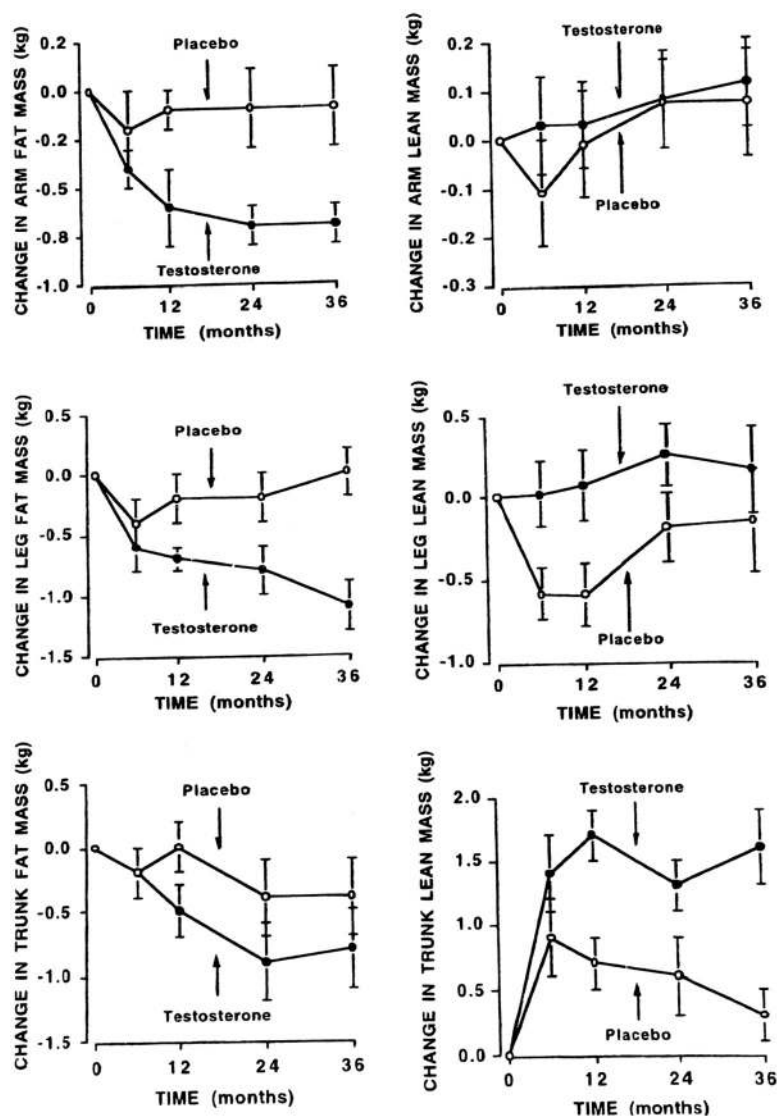 CHANGE IN ARM FAT MASS (kg)
0.2
0.0
-0.2
-0.5
-0.8
1.0
Placebo
Testosterone
0 12 24 36
TIME (months)
CHANGE IN ARM LEAN MASS (kg)
0.2
0.1
0.0
-0.1
-0.2
-0.3
Testosterone
Placebo
0 12 24 36
TIME (months)
CHANGE IN LEG FAT MASS (kg)
0.5
0.0
-0.5
-1.0
-1.5
Placebo
Testosterone
0 12 24 36
TIME (months)
CHANGE IN LEG LEAN MASS (kg)
0.5
0.0
-0.5
-1.0
Testosterone
Placebo
0 12 24 36
TIME (months)
CHANGE IN TRUNK FAT MASS (kg)
0.5
0.0
-0.5
-1.0
-1.5
Placebo
Testosterone
0 12 24 36
TIME (months)
CHANGE IN TRUNK LEAN MASS (kg)
2.0
1.5
1.0
0.5
0.0
Testosterone
Placebo
0 12 24 36
TIME (months)